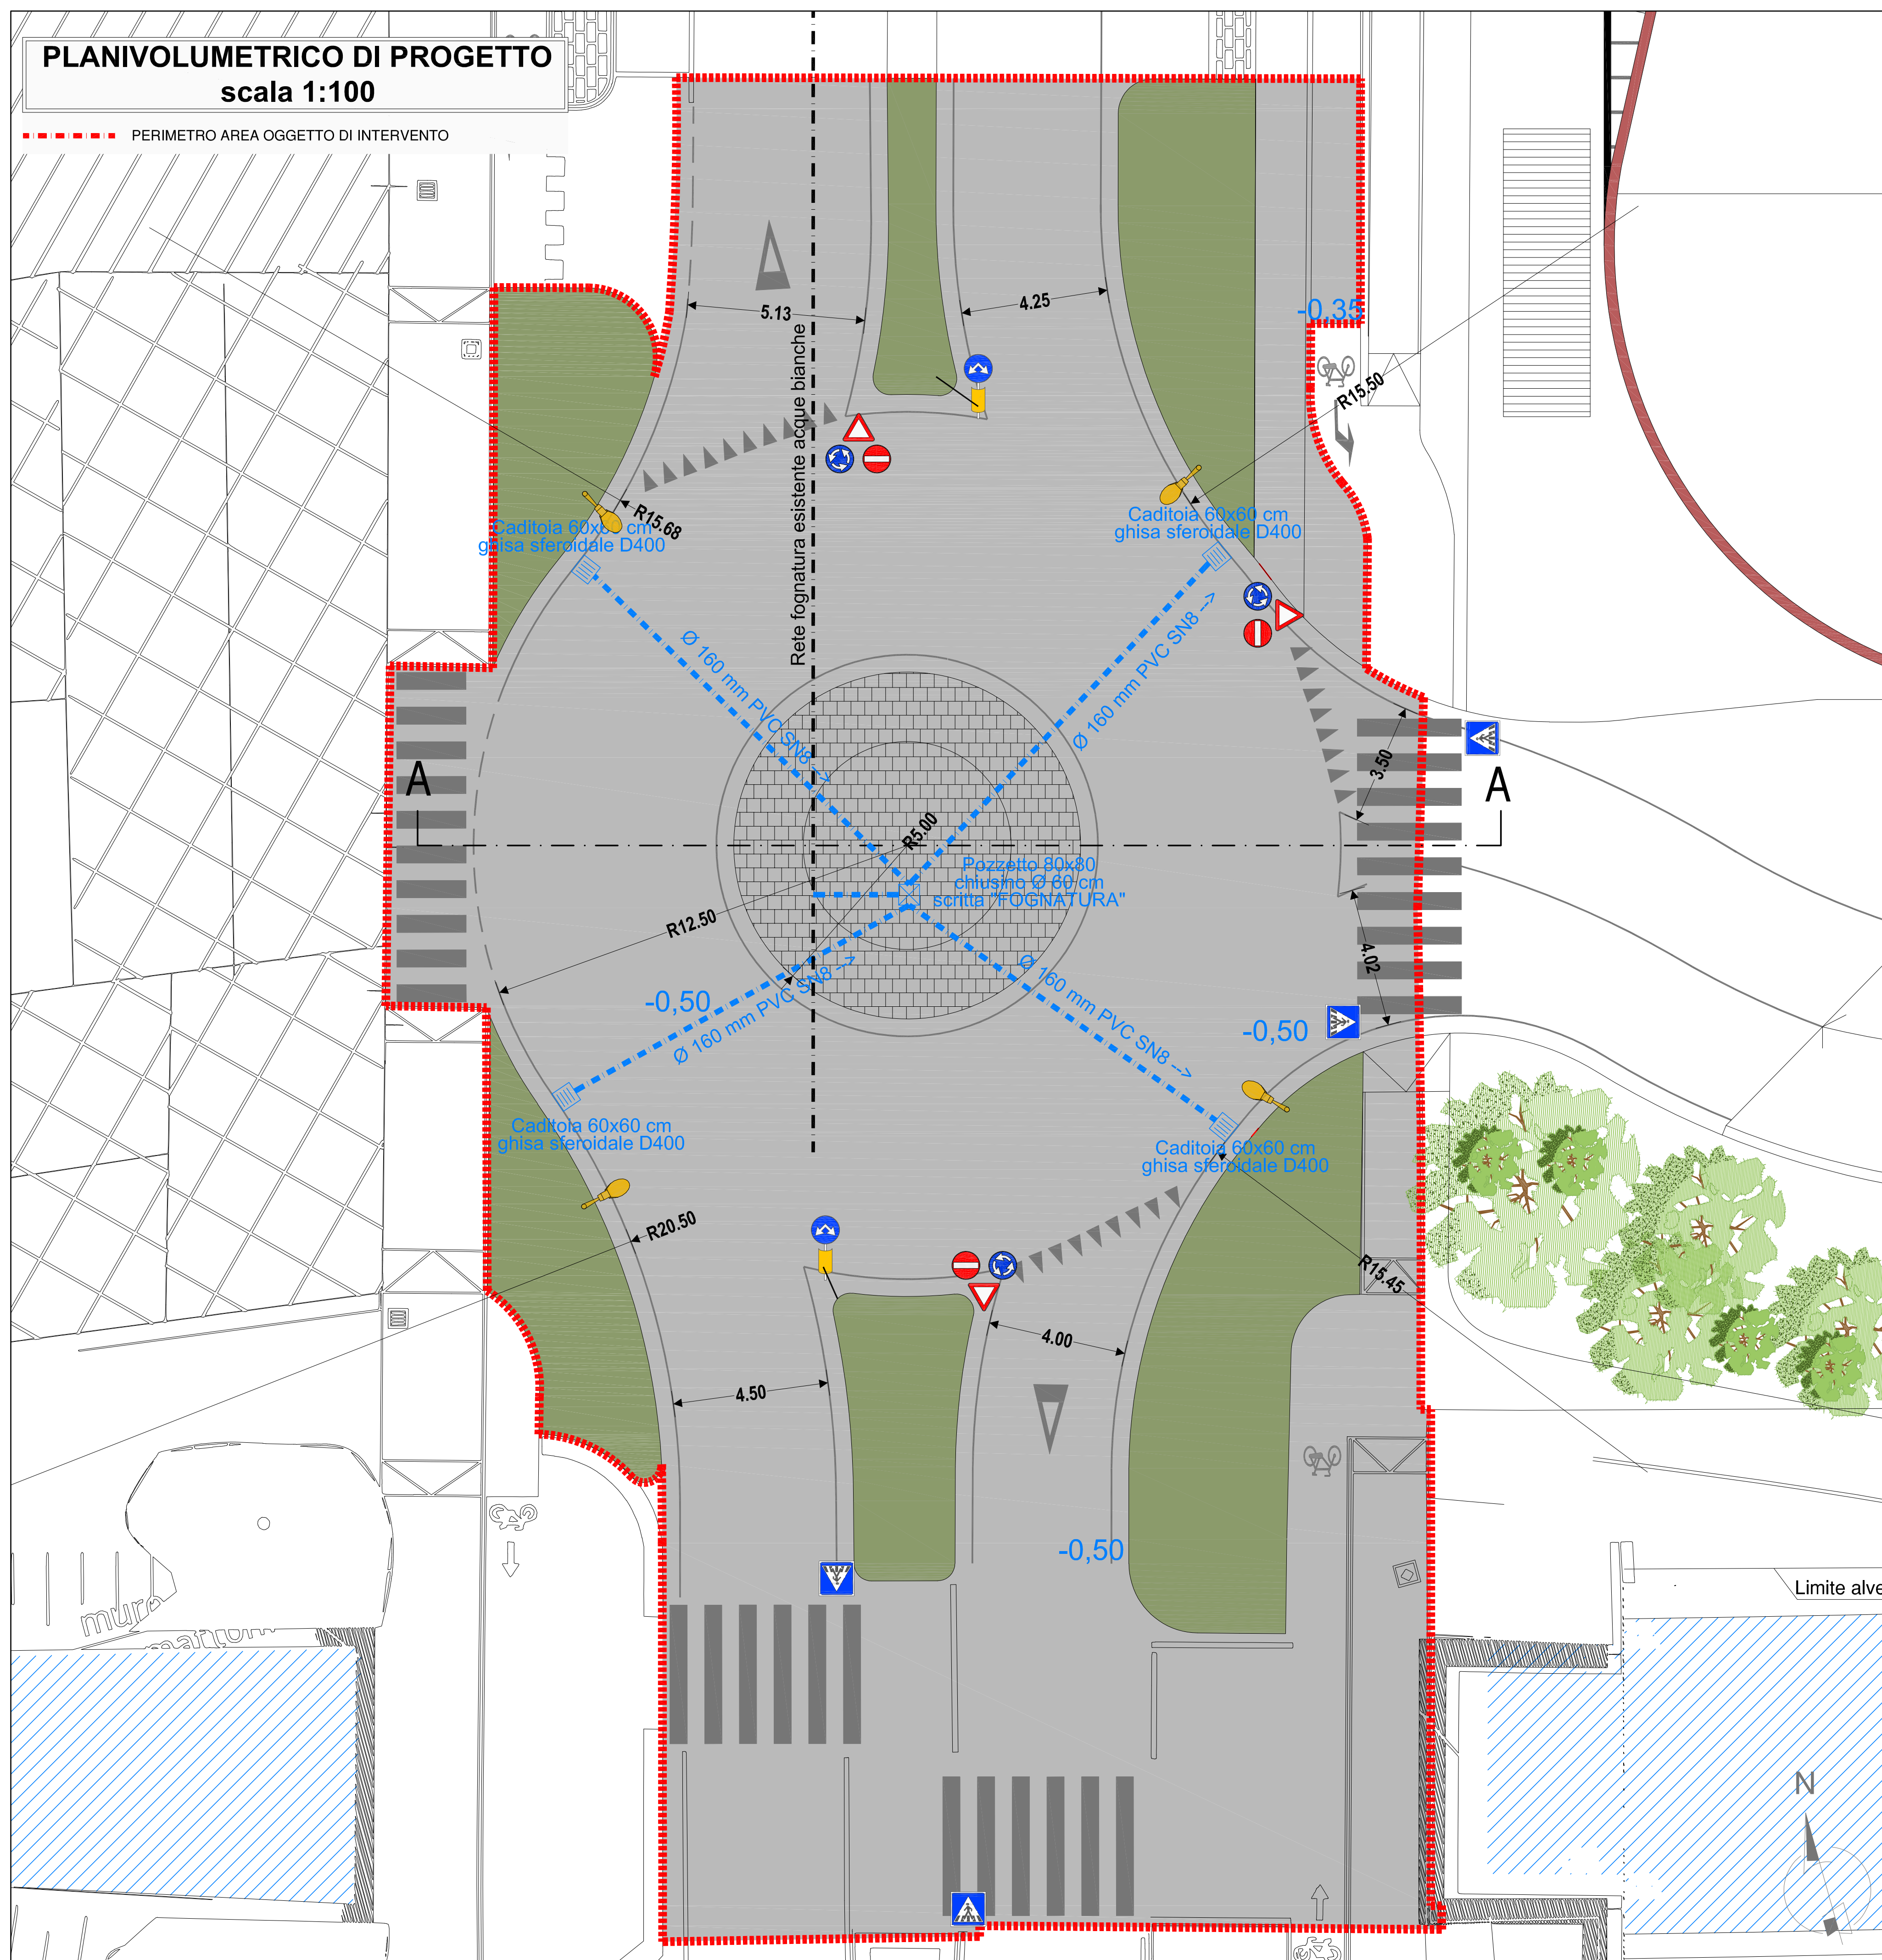 PLANIVOLUMETRICO DI PROGETTO
scala 1:100
PERIMETRO AREA OGGETTO DI INTERVENTO
5.13
4.25
-0,35
R15.50
Rete fognatura esistente acque bianche
R15.68
Caditoia 60x60 cm
ghisa sferoidale D400
Caditoia 60x60 cm
ghisa sferoidale D400
Ø 160 mm PVC SN8 -->
Ø 160 mm PVC SN8 -->
3.50
A
A
R5.00
Pozzetto 80x80
chiusino Ø 60 cm
scritta "FOGNATURA"
R12.50
4.02
-0,50
Ø 160 mm PVC SN8 -->
Ø 160 mm PVC SN8 -->
-0,50
Caditoia 60x60 cm
ghisa sferoidale D400
Caditoia 60x60 cm
ghisa sferoidale D400
R20.50
R15.45
4.00
4.50
-0,50
Limite alve
N